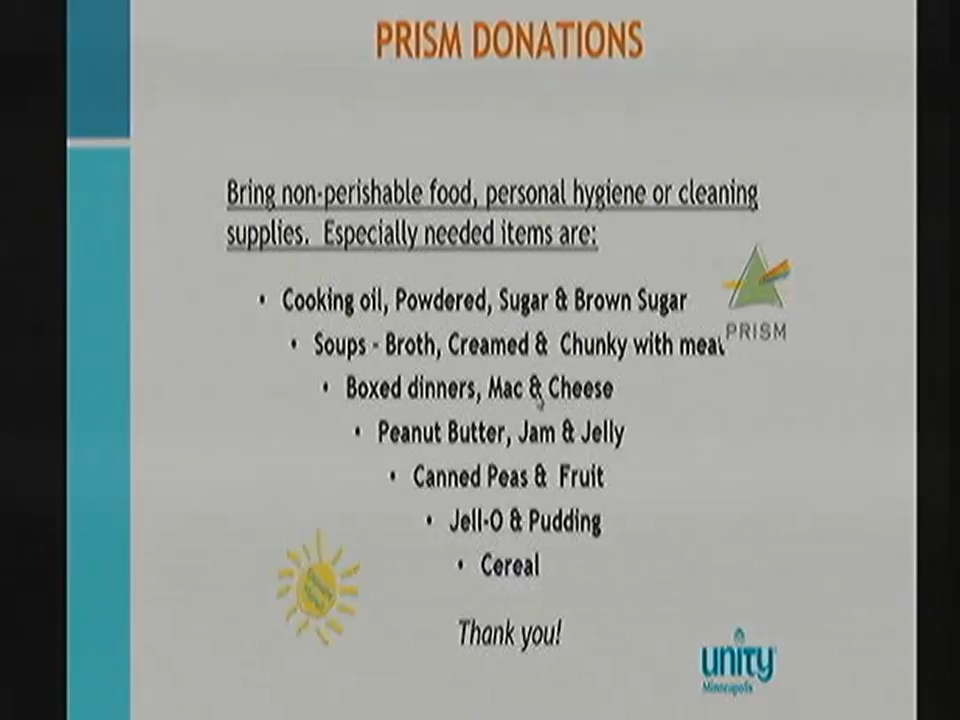 PRISM DONATIONS
Bring non-perishable food, personal hygiene or cleaning
supplies. Especially needed items are:
• Cooking oil, Powdered, Sugar & Brown Sugar
• Soups - Broth, Creamed & Chunky with meat
PRISM
• Boxed dinners, Mac & Cheese
• Peanut Butter, Jam & Jelly
• Canned Peas & Fruit
• Jell-O & Pudding
• Cereal
Thank you!
unity
Minneapolis